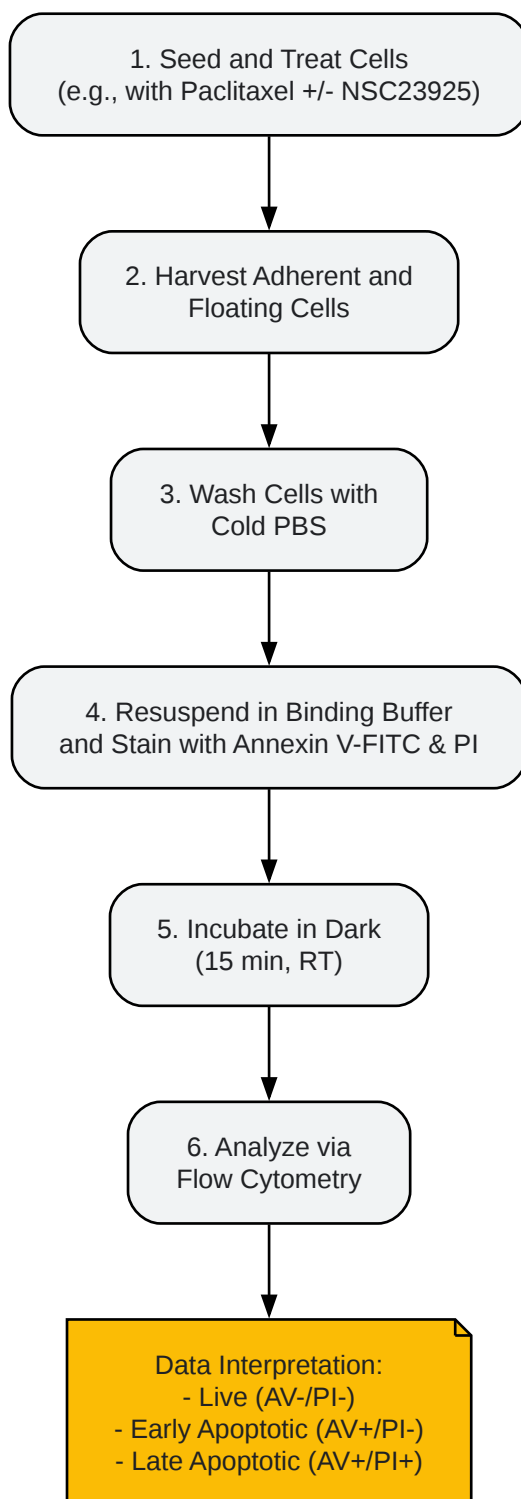 1. Seed and Treat Cells
(e.g., with Paclitaxel +/- NSC23925)
2. Harvest Adherent and
Floating Cells
3. Wash Cells with
Cold PBS
4. Resuspend in Binding Buffer
and Stain with Annexin V-FITC & PI
5. Incubate in Dark
(15 min, RT)
6. Analyze via
Flow Cytometry
Data Interpretation:
- Live (AV-/PI-)
- Early Apoptotic (AV+/PI-)
- Late Apoptotic (AV+/PI+)